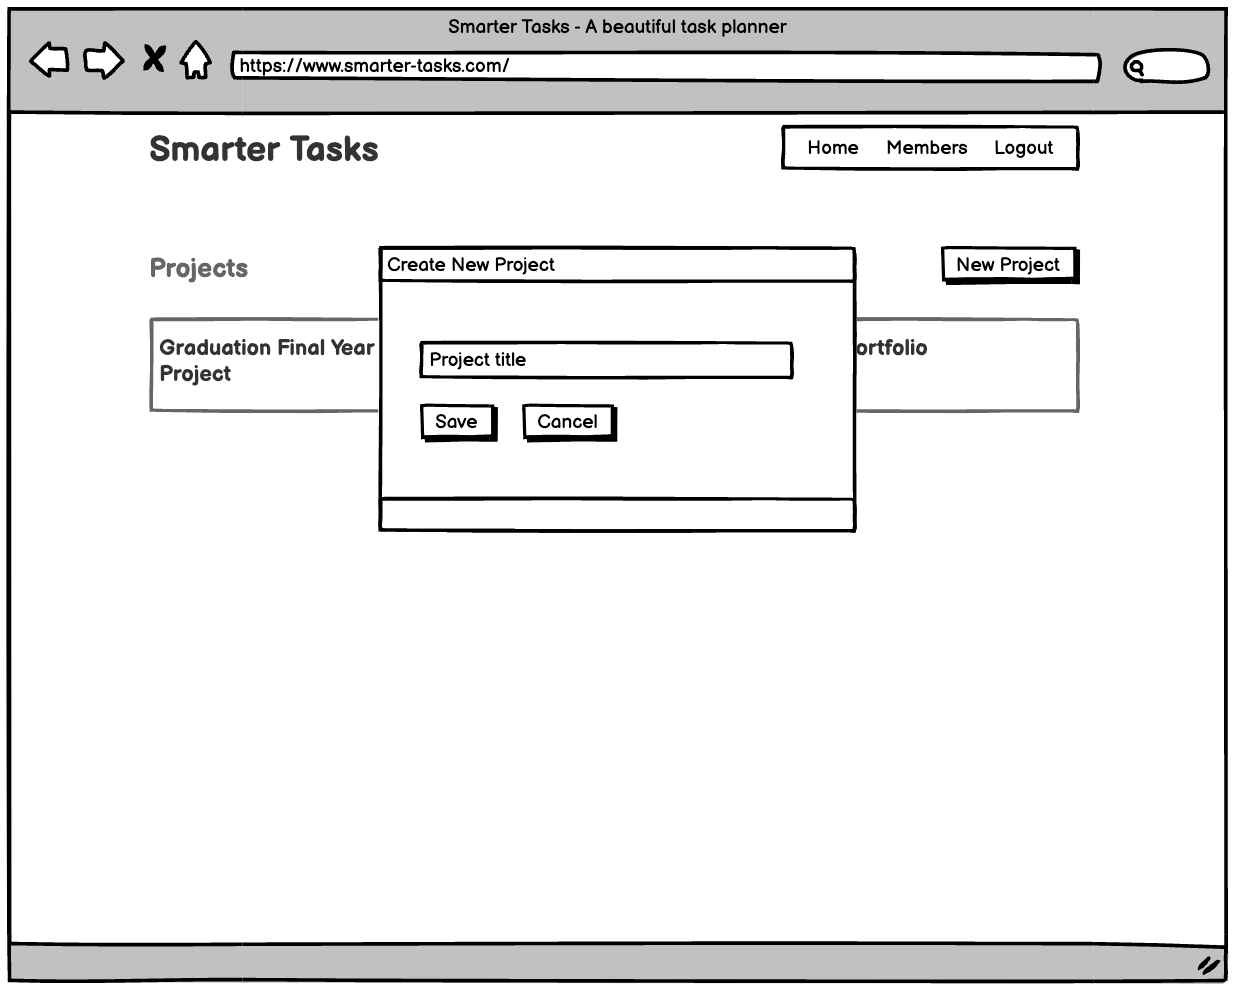 Smarter Tasks - A beautiful task planner
https://www.smarter-tasks.com/
Smarter Tasks
Home Members Logout
Projects
Create New Project
New Project
Graduation Final Year
Project
ortfolio
Project title
Save Cancel